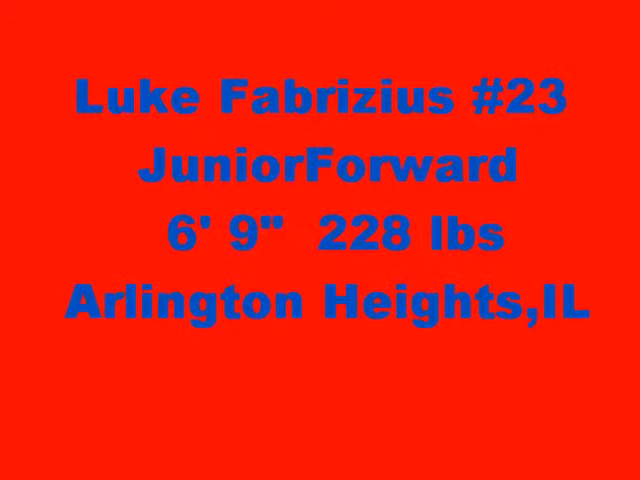 Luke Fabrizius #23
JuniorForward
6' 9" 228 lbs
Arlington Heights,IL